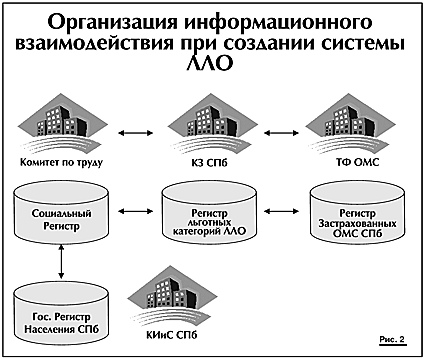 Организация информационного
взаимодействия при создании системы
ЛЛО
Комитет по труду
КЗ СПб
ТФ ОМС
Социальный
Регистр
Регистр
льготных
категорий ЛЛО
Регистр
Застрахованных
ОМС СПб
Гос. Регистр
Населения СПб
КИиС СПб
Рис. 2